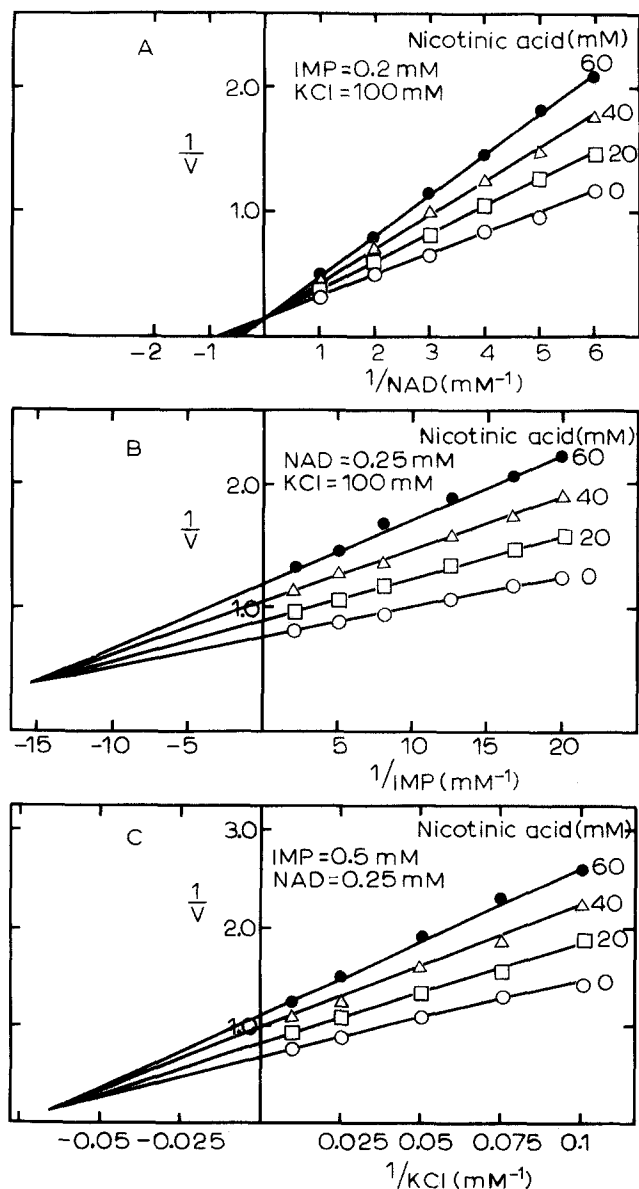 A
Nicotinic acid(mM)
IMP=0.2 mM
KCl=100 mM
60
40
20
0
2.0
1.0
1/V
-2 -1 1 2 3 4 5 6
1/NAD(mM⁻¹)
B
Nicotinic acid(mM)
NAD=0.25 mM
KCl=100 mM
60
40
20
0
2.0
1.0
1/V
-15 -10 -5 5 10 15 20
1/IMP(mM⁻¹)
C
Nicotinic acid(mM)
IMP=0.5 mM
NAD=0.25 mM
60
40
20
0
3.0
2.0
1.0
1/V
-0.05 -0.025 0.025 0.05 0.075 0.1
1/KCl(mM⁻¹)